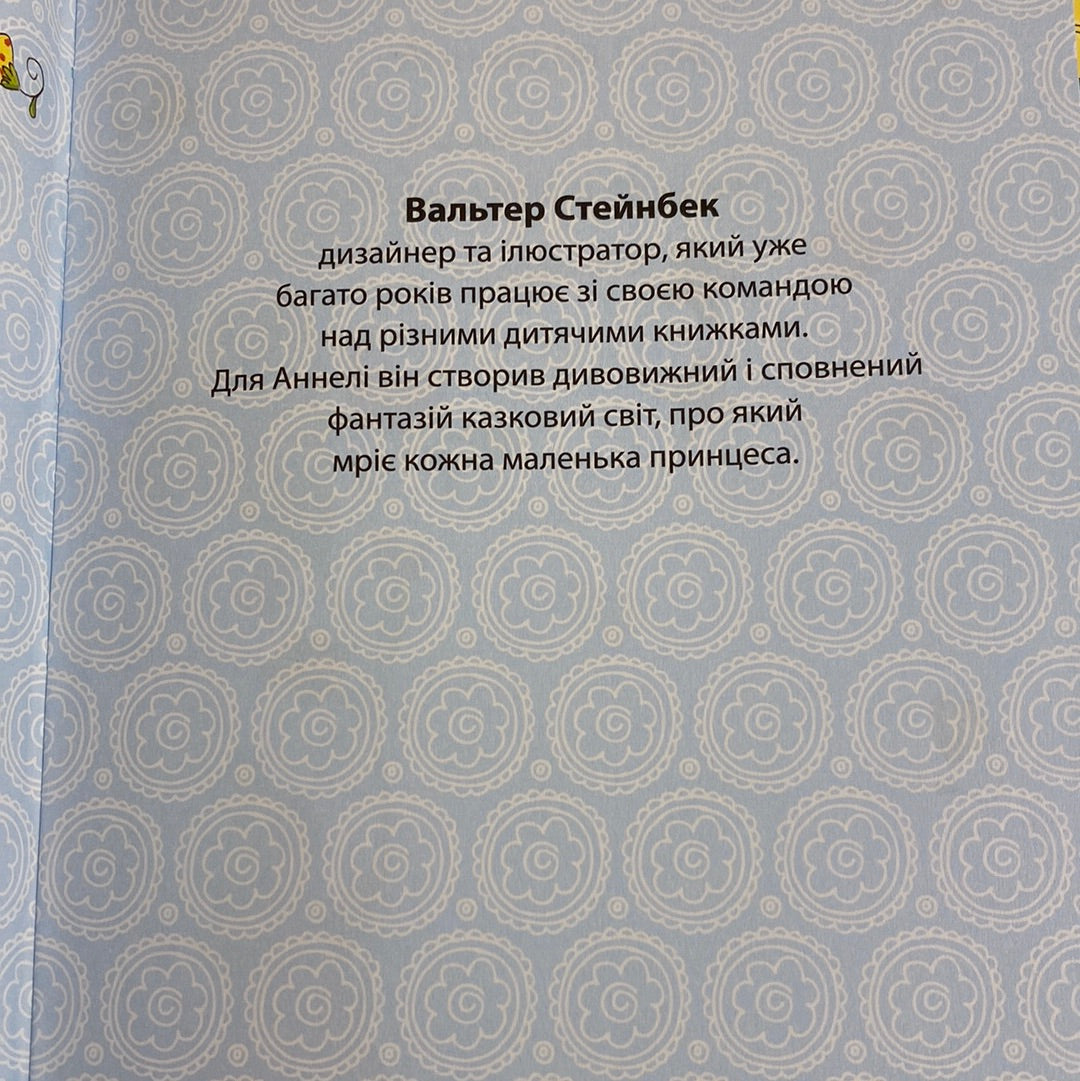 Вальтер Стейнбек
дизайнер та ілюстратор, який уже
багато років працює зі своєю командою
над різними дитячими книжками.
Для Аннелі він створив дивовижний і сповнений
фантазій казковий світ, про який
мріє кожна маленька принцеса.